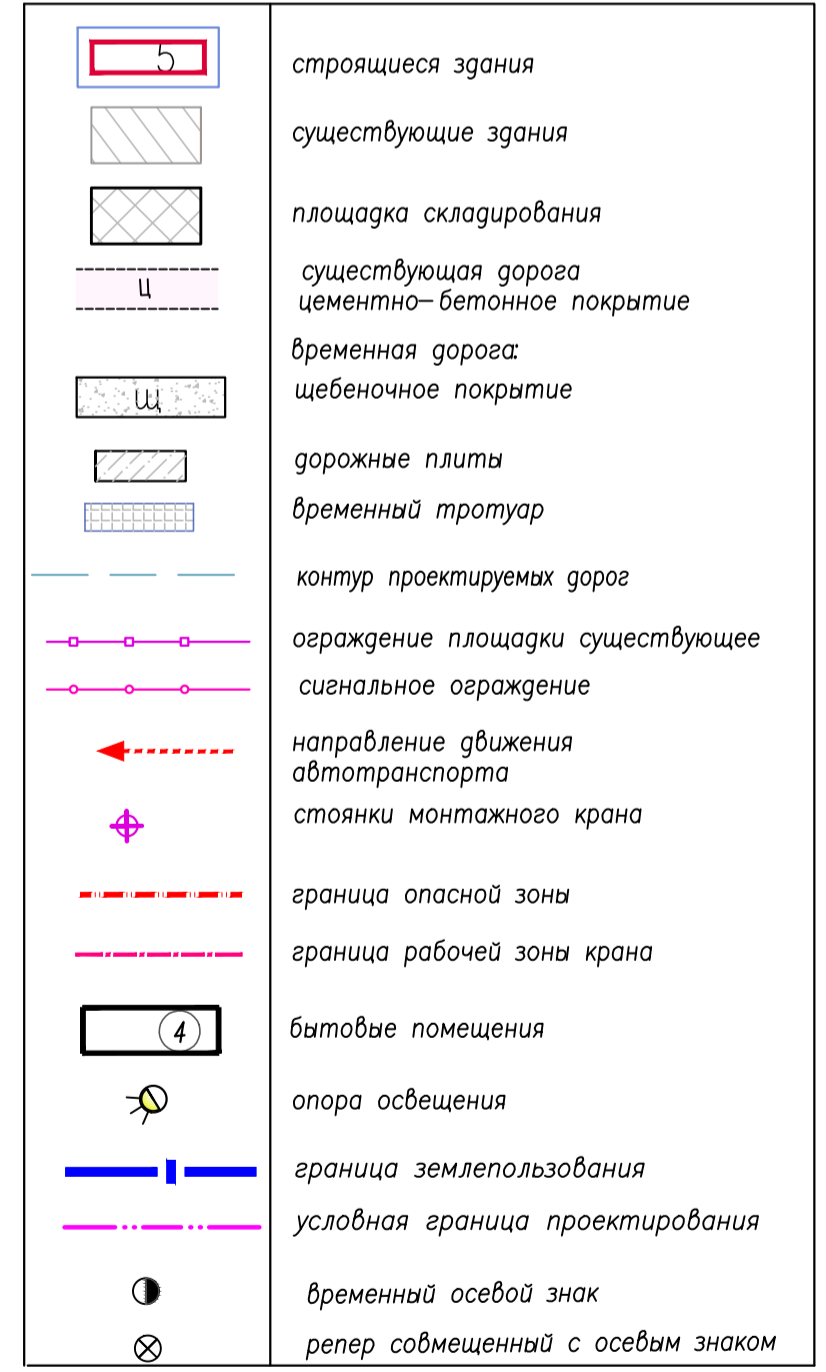 5
строящиеся здания
существующие здания
площадка складирования
существующая дорога
Ц
цементно-бетонное покрытие
временная дорога:
щебеночное покрытие
Щ
дорожные плиты
временный тротуар
контур проектируемых дорог
ограждение площадки существующее
сигнальное ограждение
направление движения
автотранспорта
стоянки монтажного крана
граница опасной зоны
граница рабочей зоны крана
4
бытовые помещения
опора освещения
граница землепользования
условная граница проектирования
временный осевой знак
репер совмещенный с осевым знаком